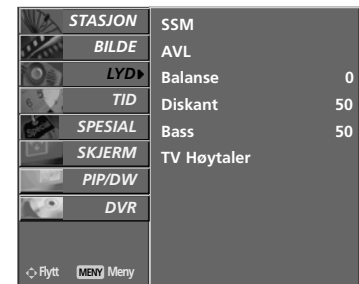 STASJON
BILDE
LYD
TID
SPESIAL
SKJERM
PIP/DW
DVR
Flytt MENY Meny
SSM
AVL
Balanse 0
Diskant 50
Bass 50
TV Høytaler